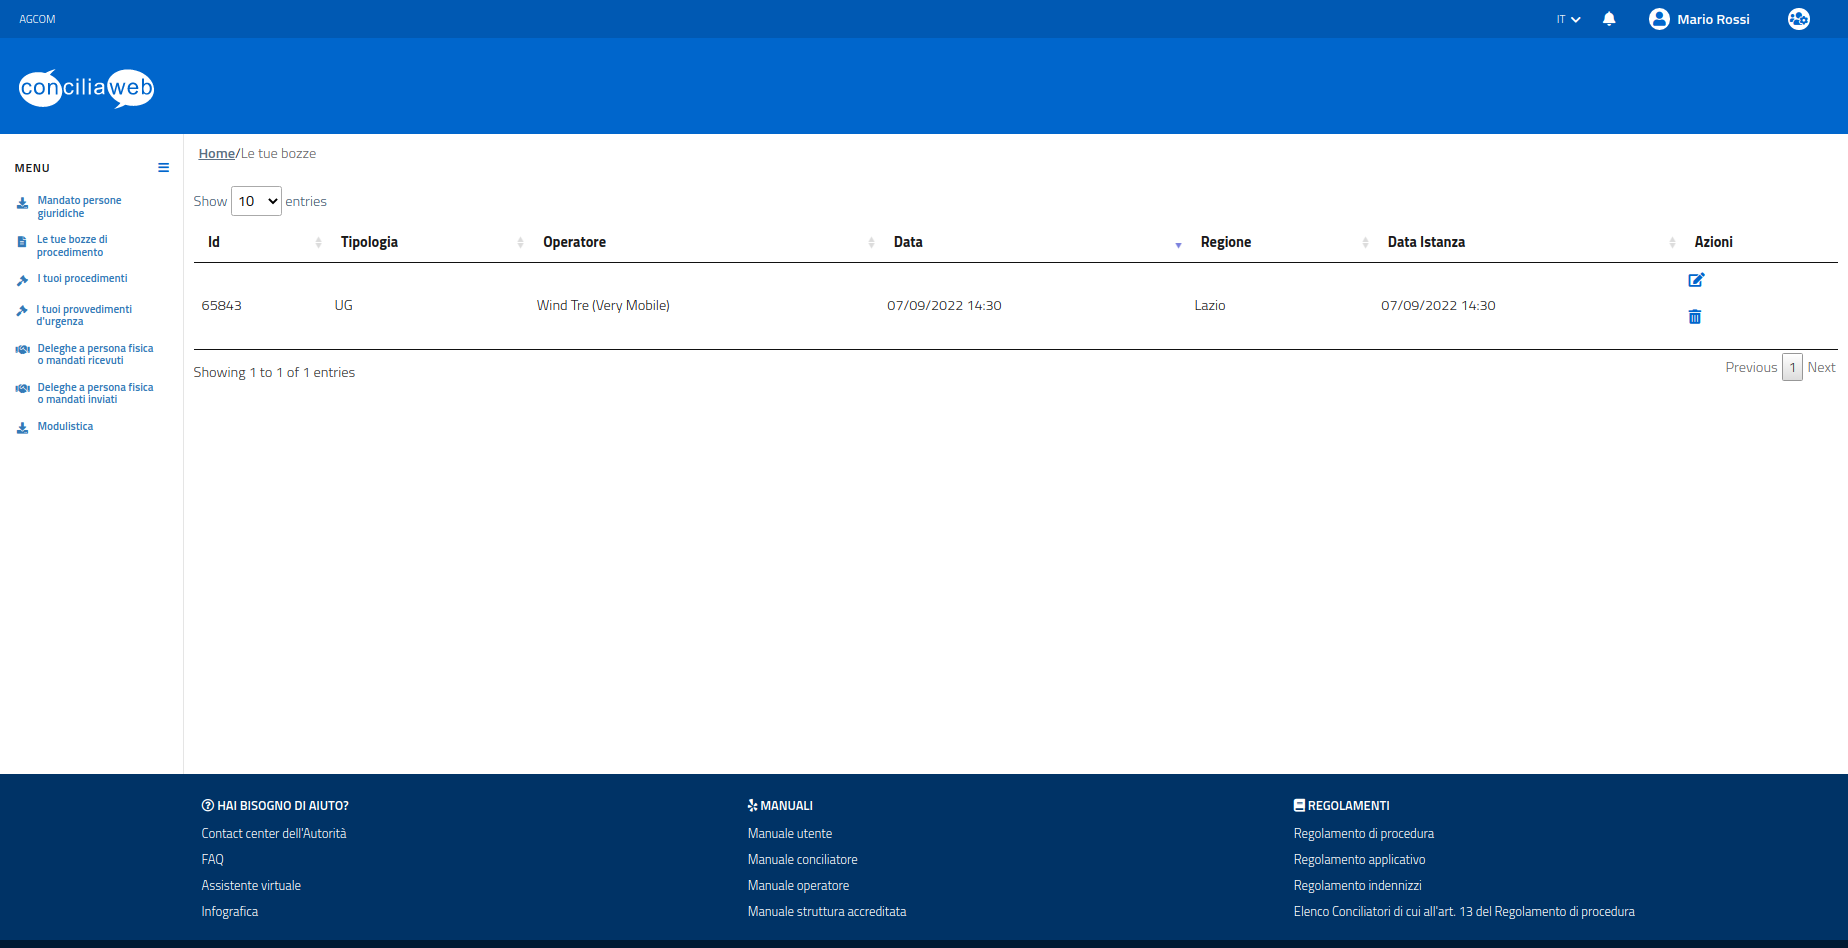 AGCOM
IT
Mario Rossi
conciliaweb
MENU
Mandato persone
giuridiche
Le tue bozze di
procedimento
I tuoi procedimenti
I tuoi provvedimenti
d'urgenza
Deleghe a persona fisica
o mandati ricevuti
Deleghe a persona fisica
o mandati inviati
Modulistica
Home/Le tue bozze
Show 10 entries
Id Tipologia Operatore Data Regione Data Istanza Azioni
65843 UG Wind Tre (Very Mobile) 07/09/2022 14:30 Lazio 07/09/2022 14:30
Showing 1 to 1 of 1 entries
Previous 1 Next
HAI BISOGNO DI AIUTO?
Contact center dell'Autorità
FAQ
Assistente virtuale
Infografica
MANUALI
Manuale utente
Manuale conciliatore
Manuale operatore
Manuale struttura accreditata
REGOLAMENTI
Regolamento di procedura
Regolamento applicativo
Regolamento indennizzi
Elenco Conciliatori di cui all'art. 13 del Regolamento di procedura